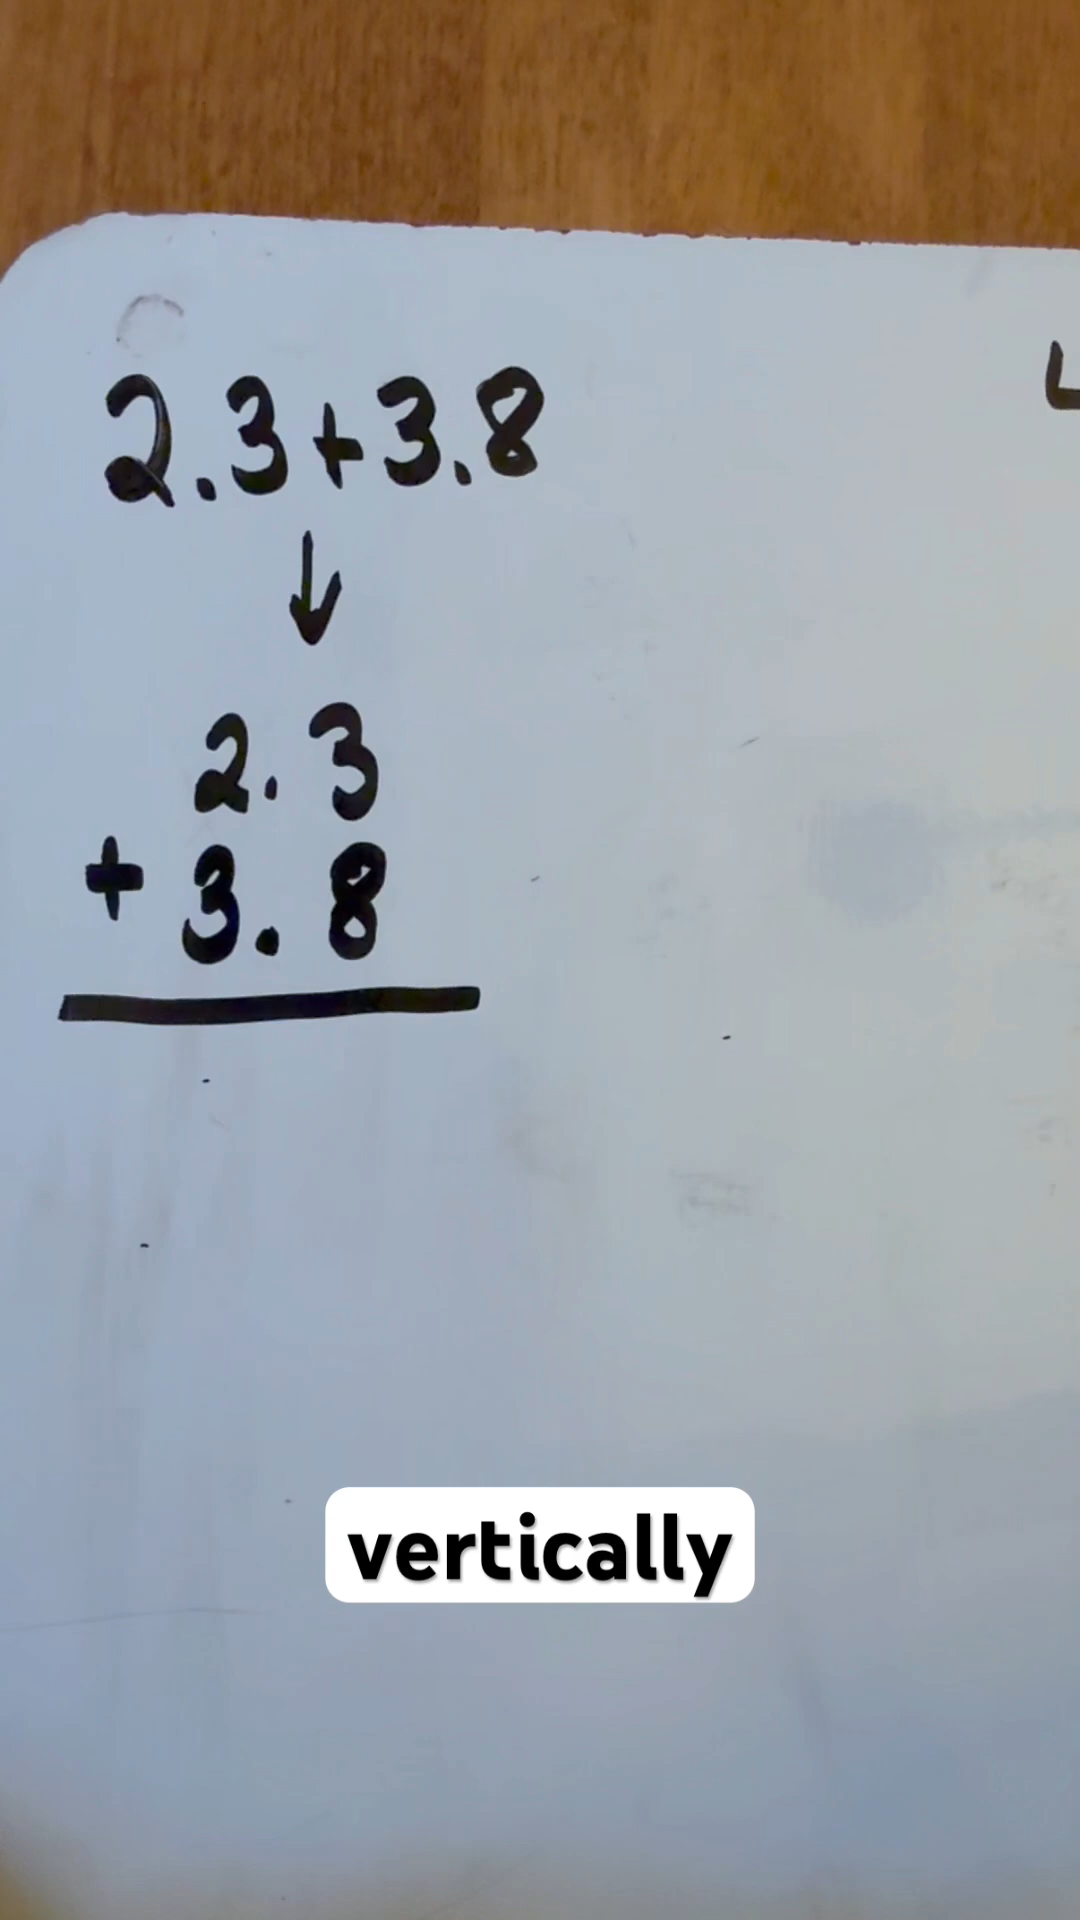 2.3+3.8
↓
2.3
+ 3.8
vertically